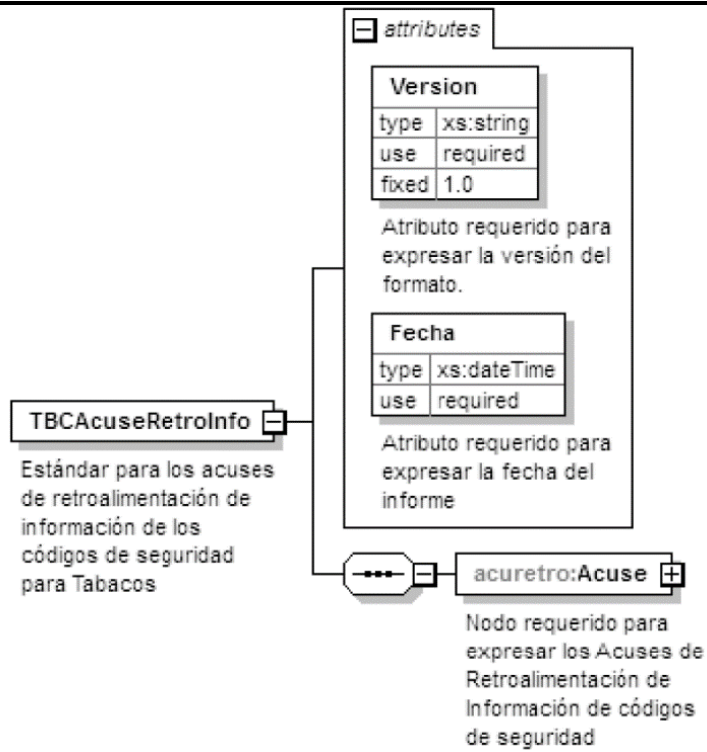 attributes
Version
type xs:string
use required
fixed 1.0
Atributo requerido para
expresar la versión del
formato.
Fecha
type xs:dateTime
use required
Atributo requerido para
expresar la fecha del
informe
TBCAcuseRetroInfo
Estándar para los acuses
de retroalimentación de
información de los
códigos de seguridad
para Tabacos
acuretro:Acuse
Nodo requerido para
expresar los Acuses de
Retroalimentación de
Información de códigos
de seguridad